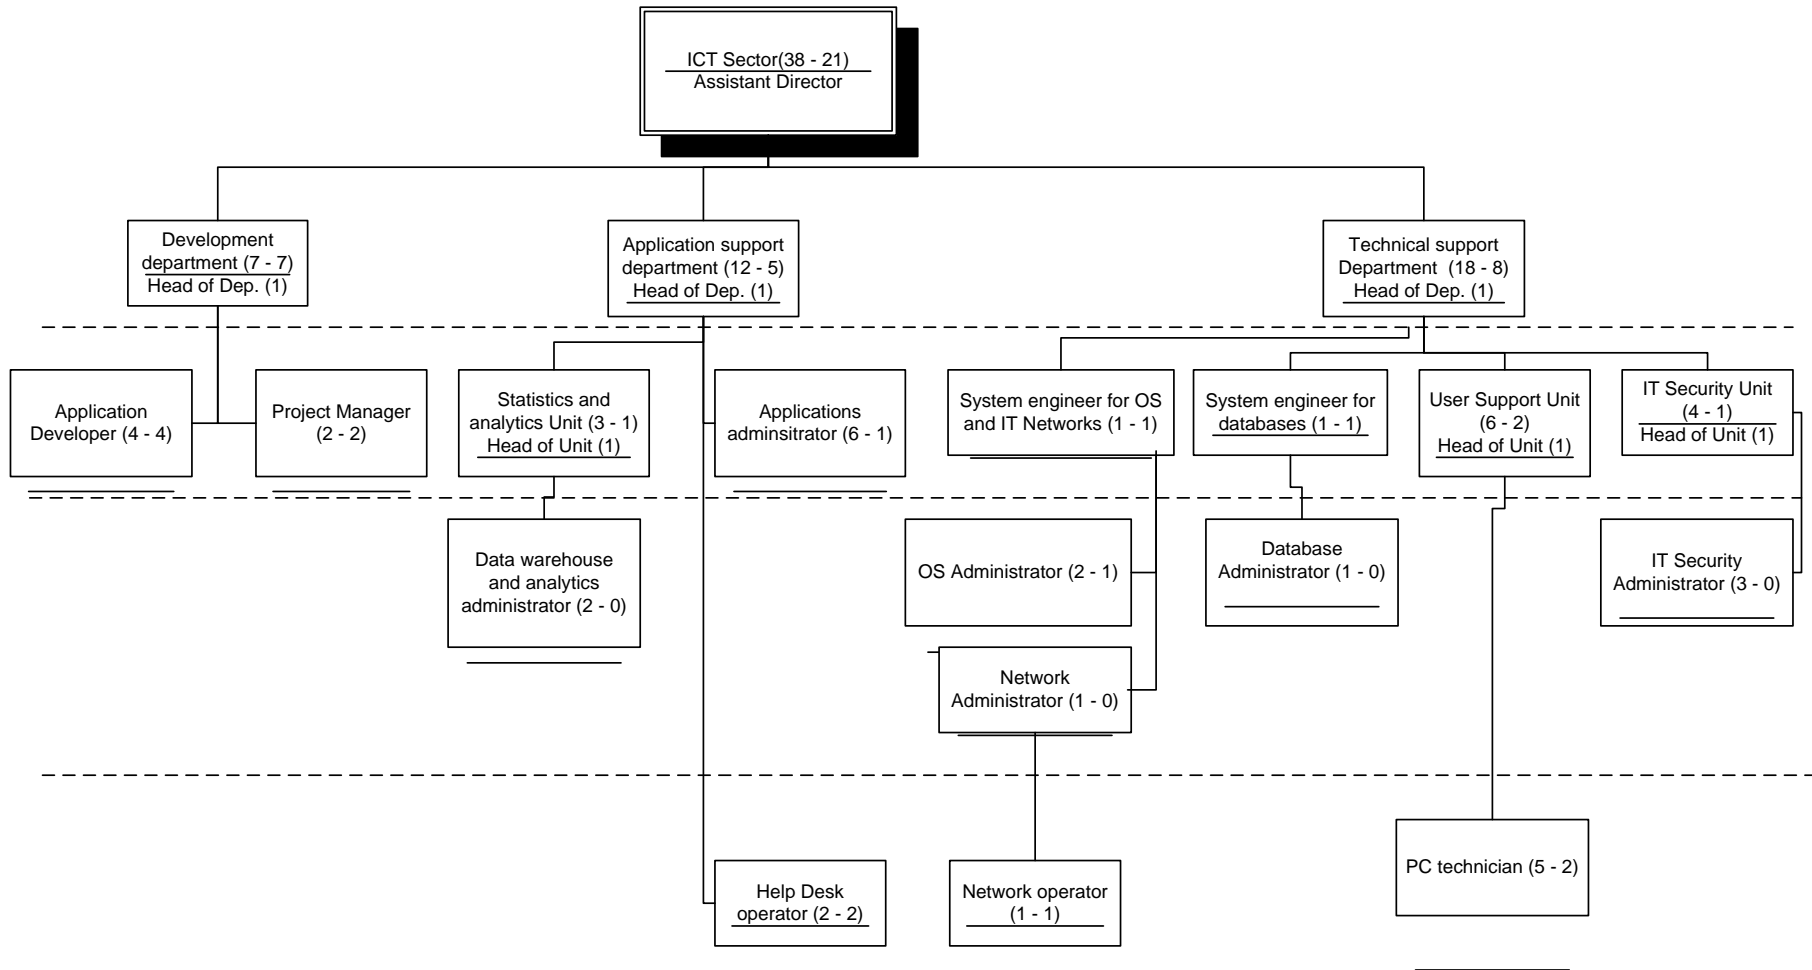 ICT Sector(38 - 21)
Assistant Director
Development
department (7 - 7)
Head of Dep. (1)
Application support
department (12 - 5)
Head of Dep. (1)
Technical support
Department  (18 - 8)
Head of Dep. (1)
Application
Developer (4 - 4)
Project Manager
(2 - 2)
Statistics and
analytics Unit (3 - 1)
Head of Unit (1)
Applications
adminsitrator (6 - 1)
System engineer for OS
and IT Networks (1 - 1)
System engineer for
databases (1 - 1)
User Support Unit
(6 - 2)
Head of Unit (1)
IT Security Unit
(4 - 1)
Head of Unit (1)
Data warehouse
and analytics
administrator (2 - 0)
OS Administrator (2 - 1)
Database
Administrator (1 - 0)
IT Security
Administrator (3 - 0)
Network
Administrator (1 - 0)
PC technician (5 - 2)
Help Desk
operator (2 - 2)
Network operator
(1 - 1)